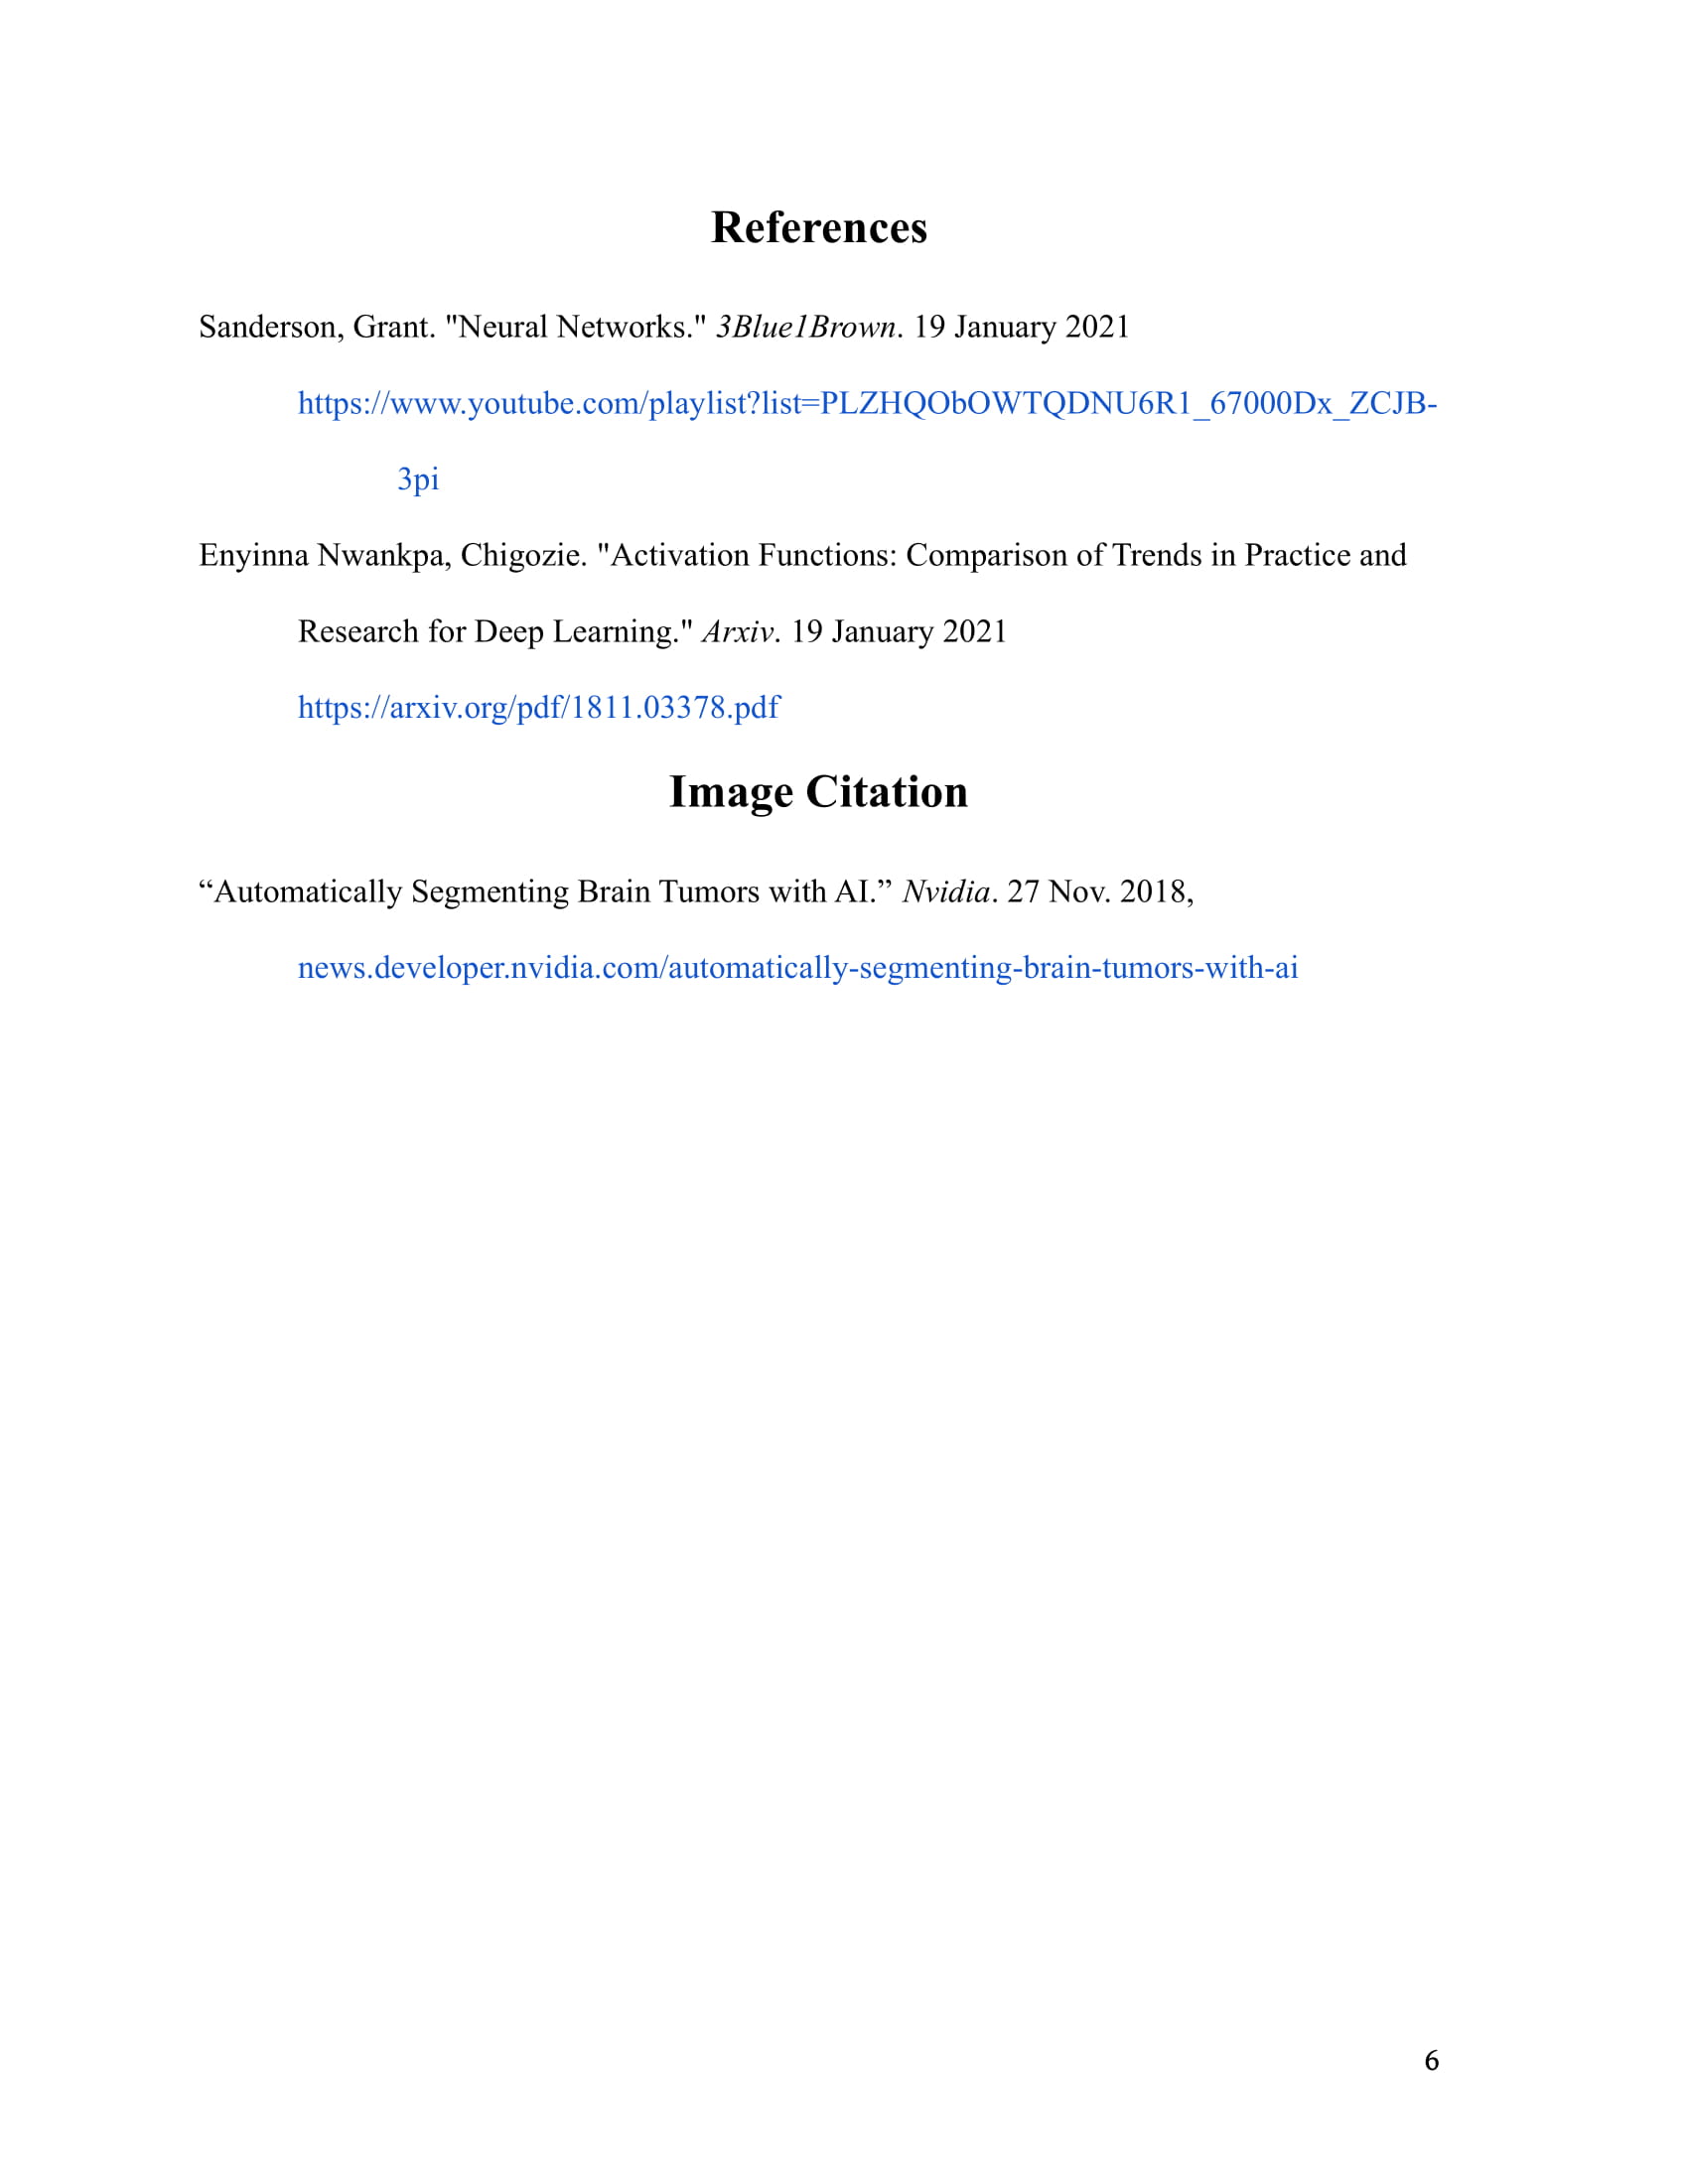 References
Sanderson, Grant. "Neural Networks." 3Blue1Brown. 19 January 2021
https://www.youtube.com/playlist?list=PLZHQObOWTQDNU6R1_67000Dx_ZCJB-
3pi
Enyinna Nwankpa, Chigozie. "Activation Functions: Comparison of Trends in Practice and
Research for Deep Learning." Arxiv. 19 January 2021
https://arxiv.org/pdf/1811.03378.pdf
Image Citation
“Automatically Segmenting Brain Tumors with AI.” Nvidia. 27 Nov. 2018,
news.developer.nvidia.com/automatically-segmenting-brain-tumors-with-ai
6